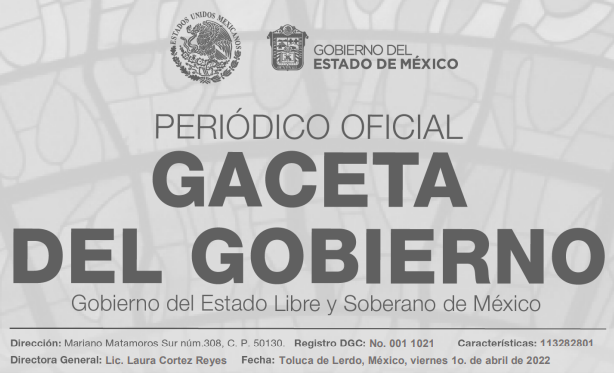 ESTADOS UNIDOS MEXICANOS
GOBIERNO DEL
ESTADO DE MÉXICO
PERIÓDICO OFICIAL
GACETA
DEL GOBIERNO
Gobierno del Estado Libre y Soberano de México
Dirección: Mariano Matamoros Sur núm.308, C. P. 50130. Registro DGC: No. 001 1021 Características: 113282801
Directora General: Lic. Laura Cortez Reyes Fecha: Toluca de Lerdo, México, viernes 1o. de abril de 2022